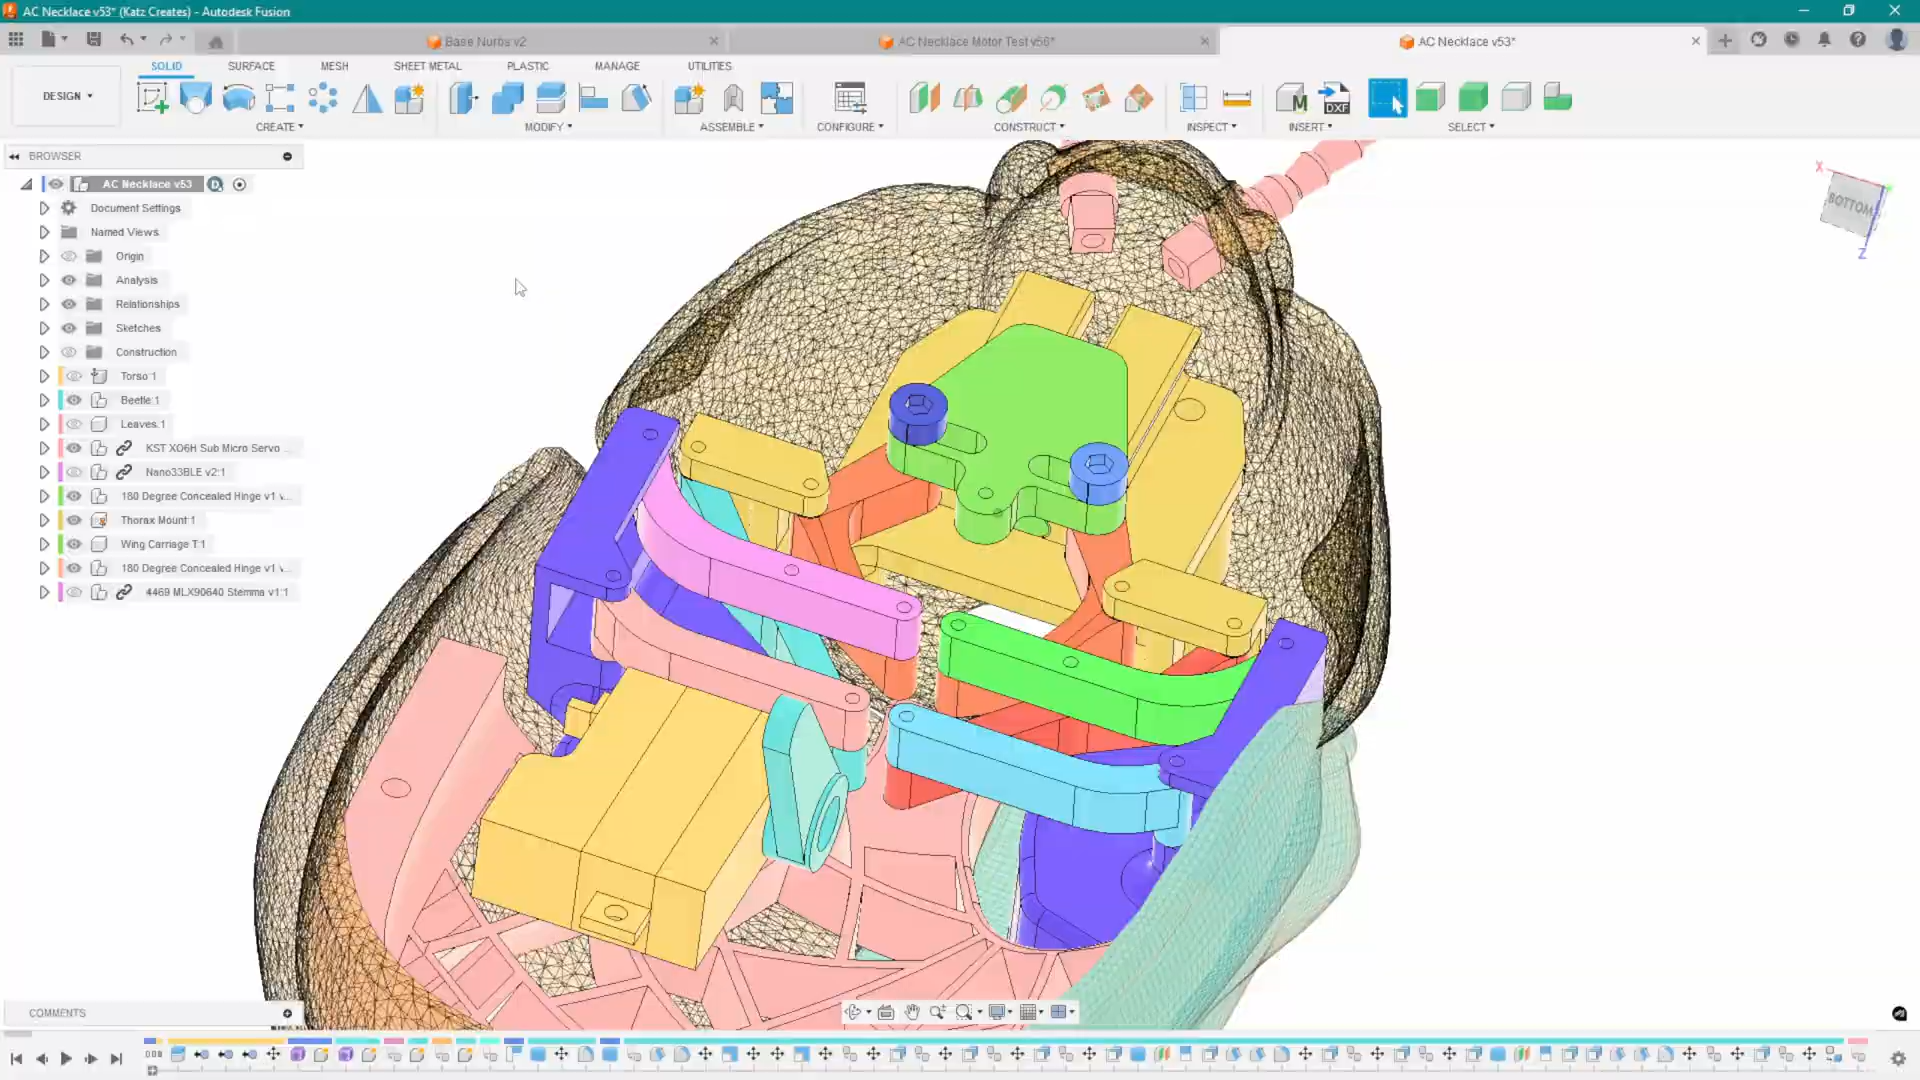 AC Necklace v53* (Katz Creates) - Autodesk Fusion
Base Nurbs v2
AC Necklace Motor Test v56*
AC Necklace v53*
DESIGN
SOLID
SURFACE
MESH
SHEET METAL
PLASTIC
MANAGE
UTILITIES
M
DXF
CREATE
MODIFY
ASSEMBLE
CONFIGURE
CONSTRUCT
INSPECT
INSERT
SELECT
BROWSER
AC Necklace v53
Document Settings
Named Views
Origin
Analysis
Relationships
Sketches
Construction
Torso:1
Beetle:1
Leaves:1
KST XO6H Sub Micro Servo ...
Nano33BLE v2:1
180 Degree Concealed Hinge v1 v...
Thorax Mount:1
Wing Carriage T:1
180 Degree Concealed Hinge v1 v...
4469 MLX90640 Stemma v1:1
X
BOTTOM
Z
COMMENTS